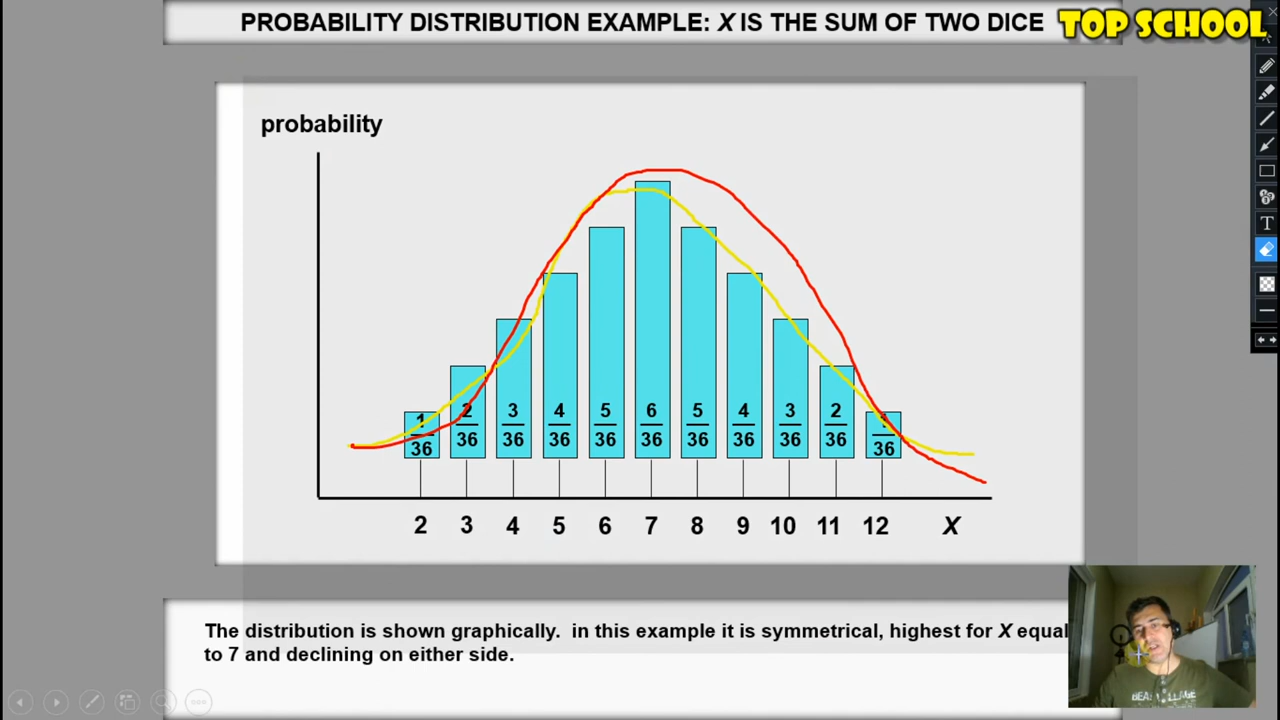 PROBABILITY DISTRIBUTION EXAMPLE: X IS THE SUM OF TWO DICE
TOP SCHOOL
probability
1 2 3 4 5 6 5 4 3 2 1
36 36 36 36 36 36 36 36 36 36 36
2 3 4 5 6 7 8 9 10 11 12 X
The distribution is shown graphically. in this example it is symmetrical, highest for X equal
to 7 and declining on either side.